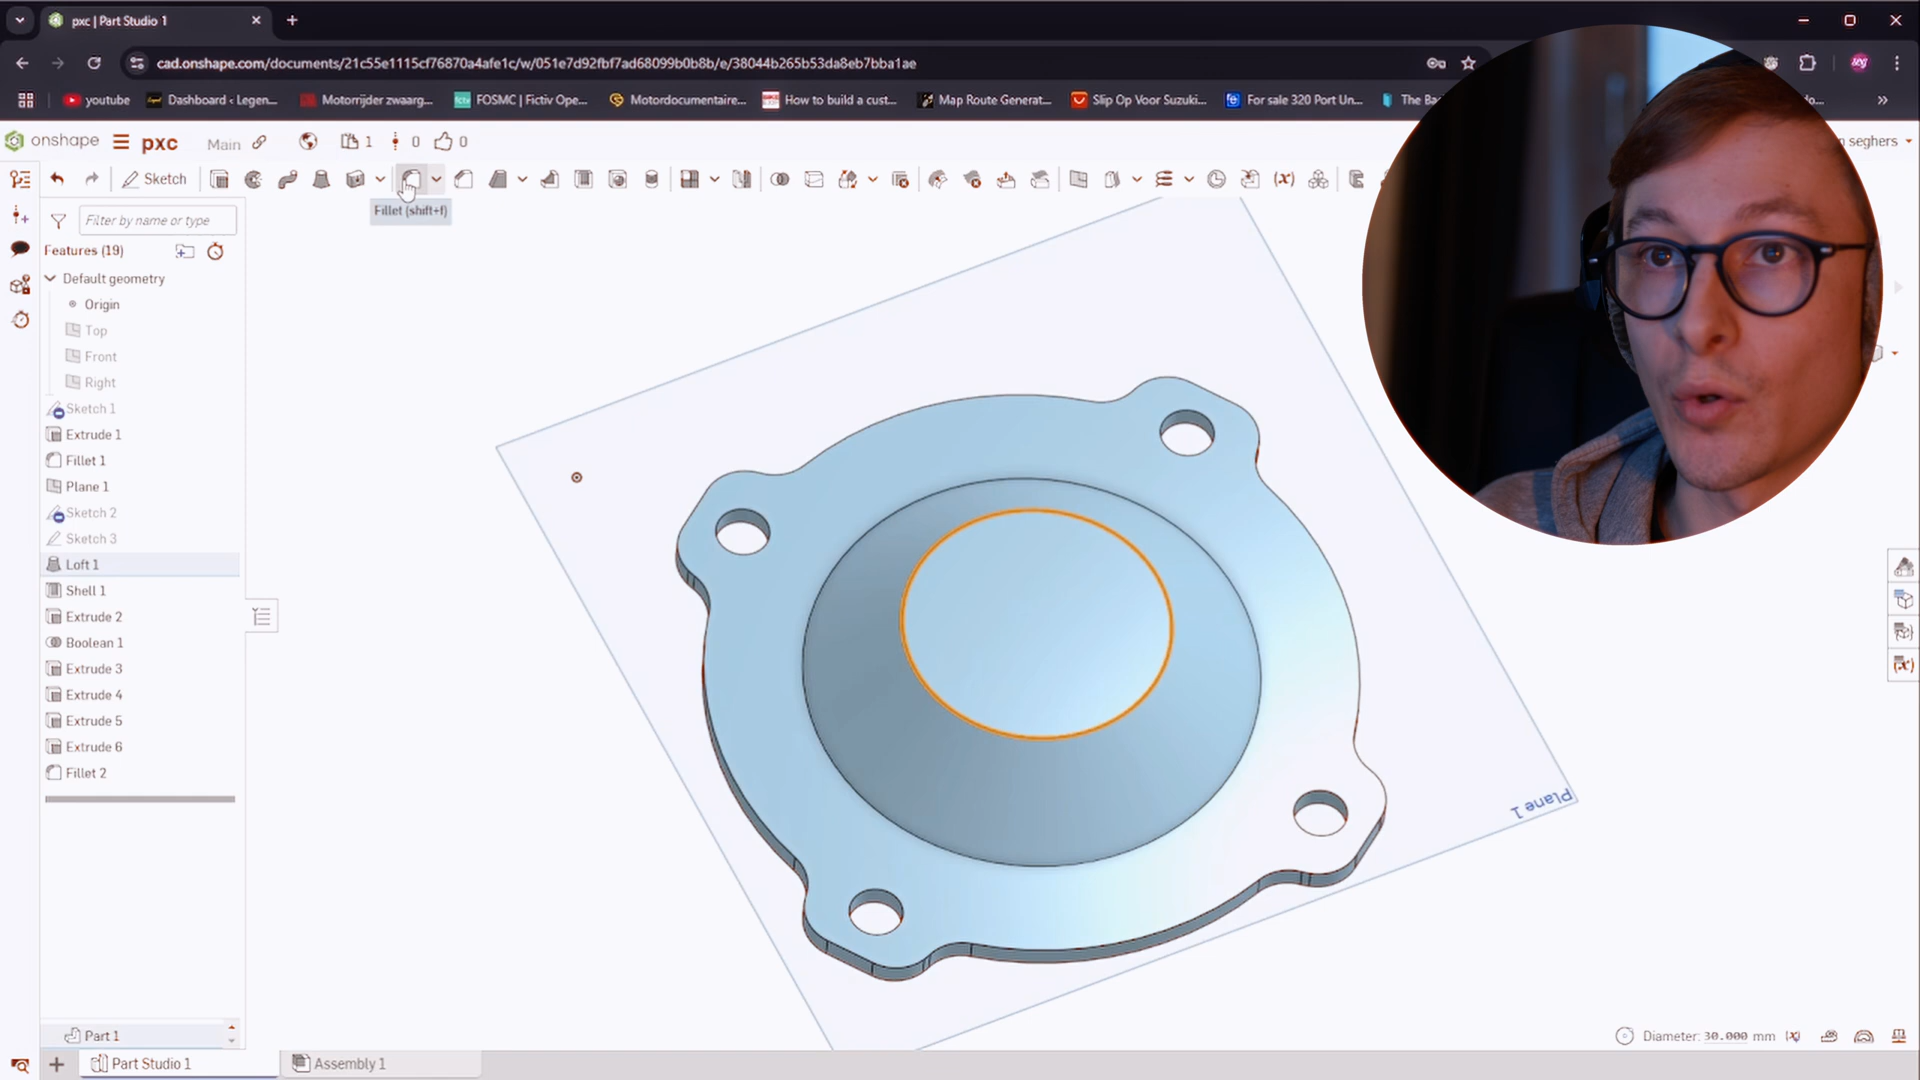 pxc | Part Studio 1
cad.onshape.com/documents/21c55e1115cf76870a4afe1c/w/051e7d92fbf7ad68099b0b8b/e/38044b265b53da8eb7bba1ae
youtube
Dashboard ‹ Legen...
Motorrijder zwaarg...
FOSMC | Fictiv Ope...
Motordocumentaire...
How to build a cust...
Map Route Generat...
Slip Op Voor Suzuki...
For sale 320 Port Un...
The Ba
onshape
pxc
Main
1
0
0
seghers
Sketch
(x)
Fillet (shift+f)
Filter by name or type
Features (19)
Default geometry
Origin
Top
Front
Right
Sketch 1
Extrude 1
Fillet 1
Plane 1
Sketch 2
Sketch 3
Loft 1
Shell 1
Extrude 2
Boolean 1
Extrude 3
Extrude 4
Extrude 5
Extrude 6
Fillet 2
Plane 1
(x)
Part 1
Diameter: 30.000 mm
Part Studio 1
Assembly 1